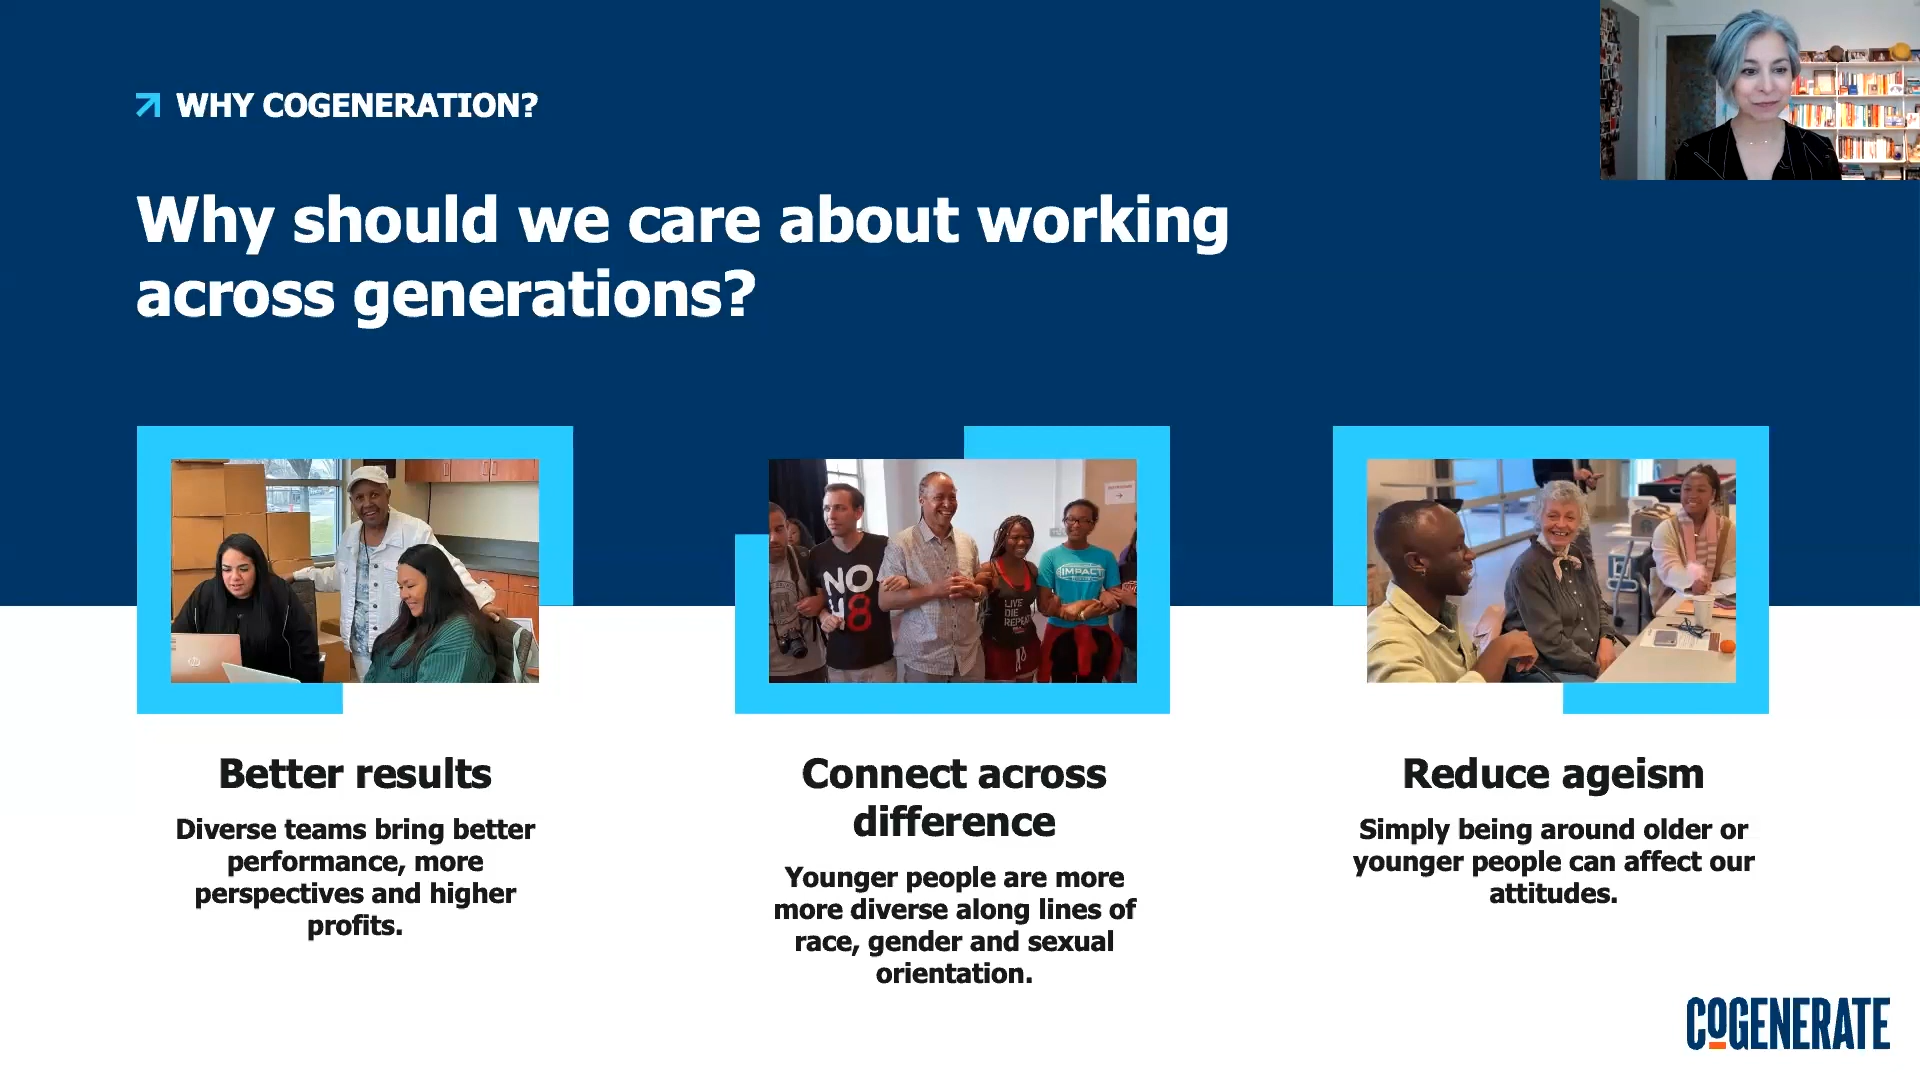 WHY COGENERATION?
Why should we care about working
across generations?
NO
H8
LIVE
DIE
REPEAT
IMPACT
hp
Better results
Diverse teams bring better
performance, more
perspectives and higher
profits.
Connect across
difference
Younger people are more
more diverse along lines of
race, gender and sexual
orientation.
Reduce ageism
Simply being around older or
younger people can affect our
attitudes.
COGENERATE